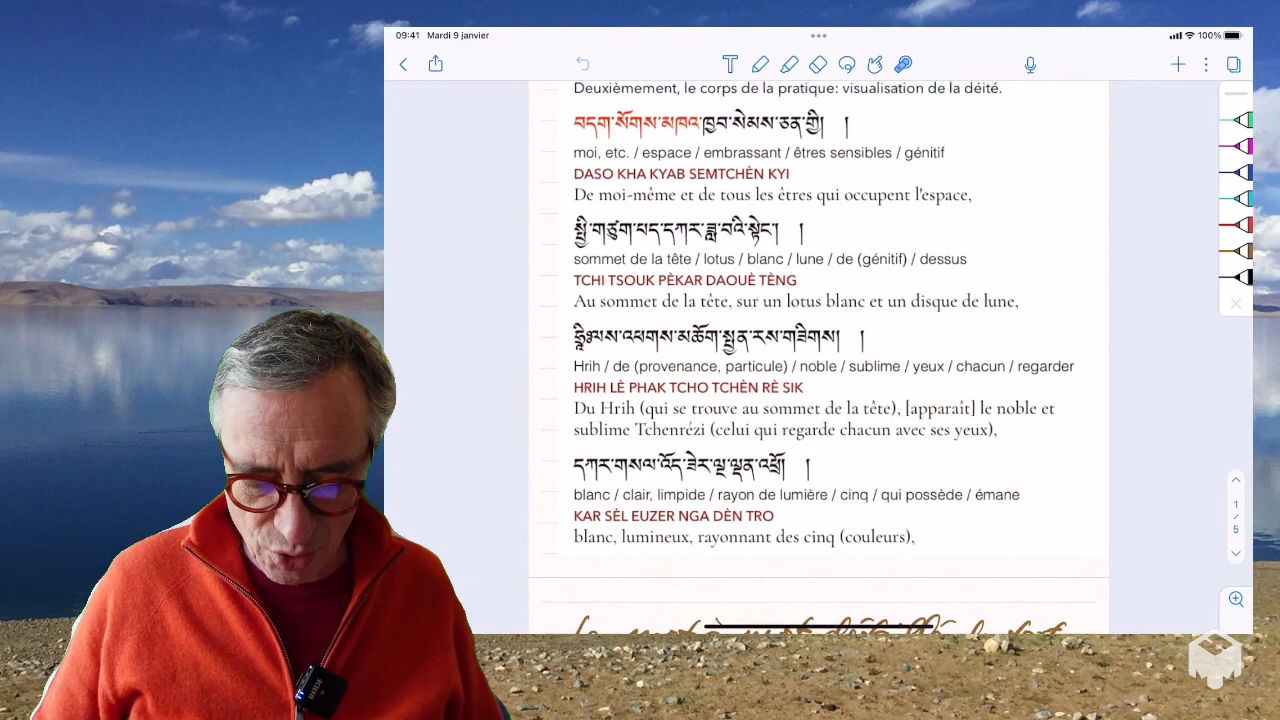 09:41 Mardi 9 janvier
100%
Deuxièmement, le corps de la pratique: visualisation de la déité.
བདག་སོགས་མཁའ་ཁྱབ་སེམས་ཅན་གྱི། །
moi, etc. / espace / embrassant / êtres sensibles / génitif
DASO KHA KYAB SEMTCHÈN KYI
De moi-même et de tous les êtres qui occupent l'espace,
སྤྱི་གཙུག་པད་དཀར་ཟླ་བའི་སྟེང་། །
sommet de la tête / lotus / blanc / lune / de (génitif) / dessus
TCHI TSOUK PÈKAR DAOUÈ TÈNG
Au sommet de la tête, sur un lotus blanc et un disque de lune,
ཧྲཱིཿལས་འཕགས་མཆོག་སྤྱན་རས་གཟིགས། །
Hrih / de (provenance, particule) / noble / sublime / yeux / chacun / regarder
HRIH LÈ PHAK TCHO TCHÈN RÈ SIK
Du Hrih (qui se trouve au sommet de la tête), [apparaît] le noble et
sublime Tchenrézi (celui qui regarde chacun avec ses yeux),
དཀར་གསལ་འོད་ཟེར་ལྔ་ལྡན་འཕྲོ། །
blanc / clair, limpide / rayon de lumière / cinq / qui possède / émane
KAR SÈL EUZER NGA DÈN TRO
blanc, lumineux, rayonnant des cinq (couleurs),
1
/
5
RØDE